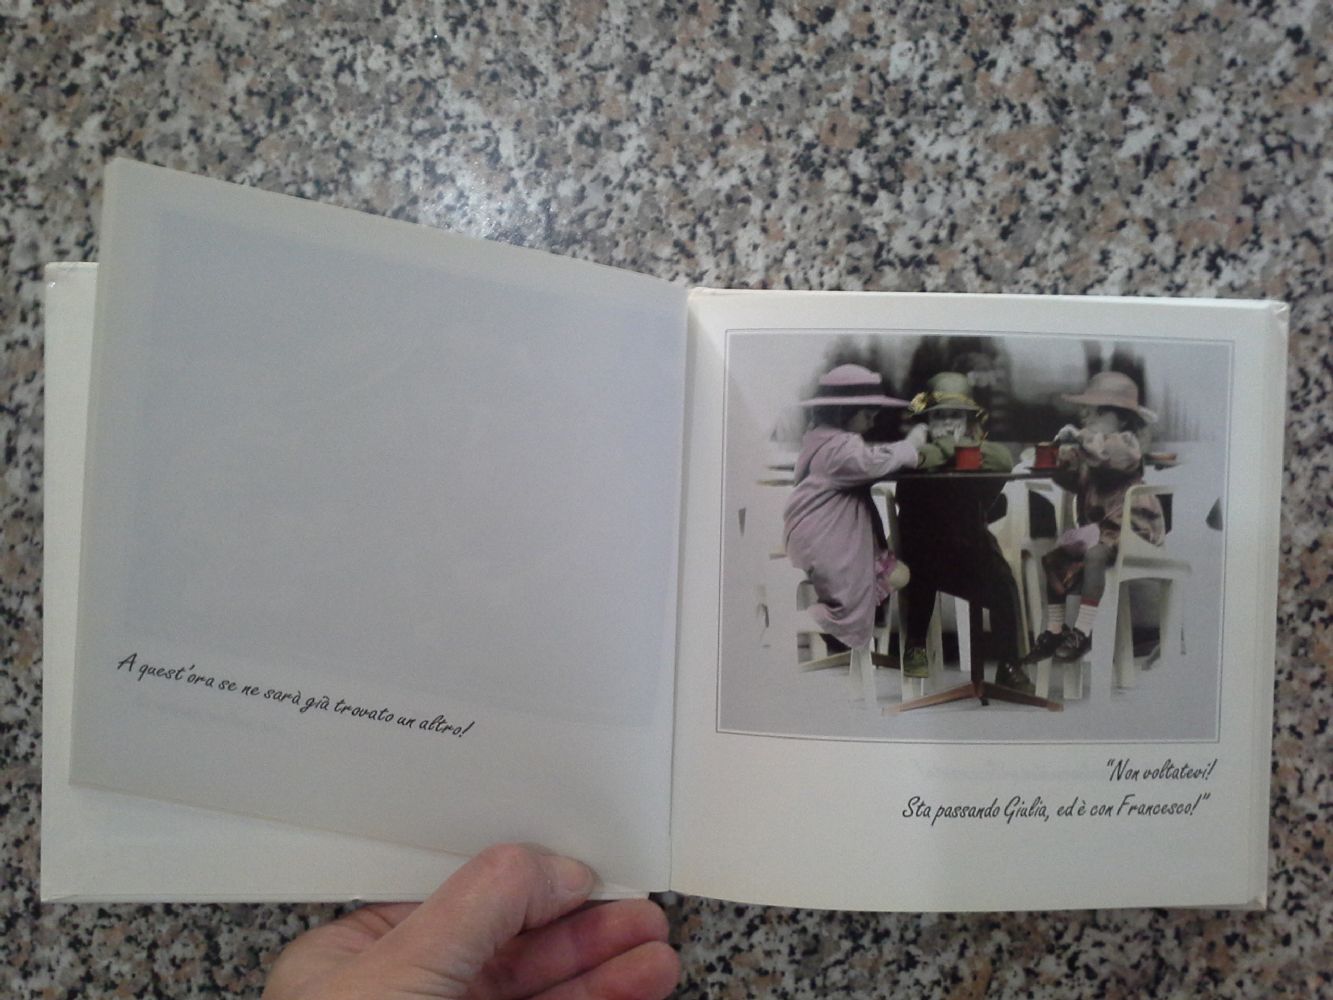 A quest'ora se ne sarà già trovato un altro!
"Non voltatevi!
Sta passando Giulia, ed è con Francesco!"